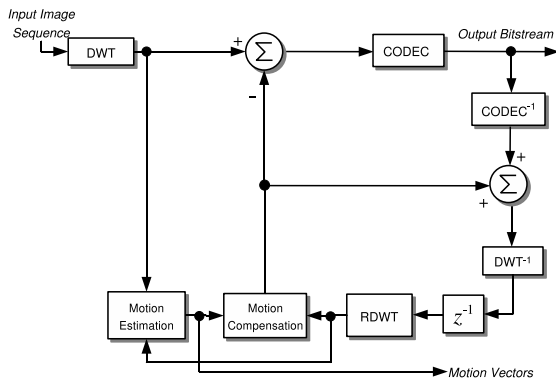 Input Image
Sequence
DWT
+
Σ
−
CODEC
Output Bitstream
CODEC⁻¹
+
+
Σ
DWT⁻¹
Motion
Estimation
Motion
Compensation
RDWT
z⁻¹
Motion Vectors